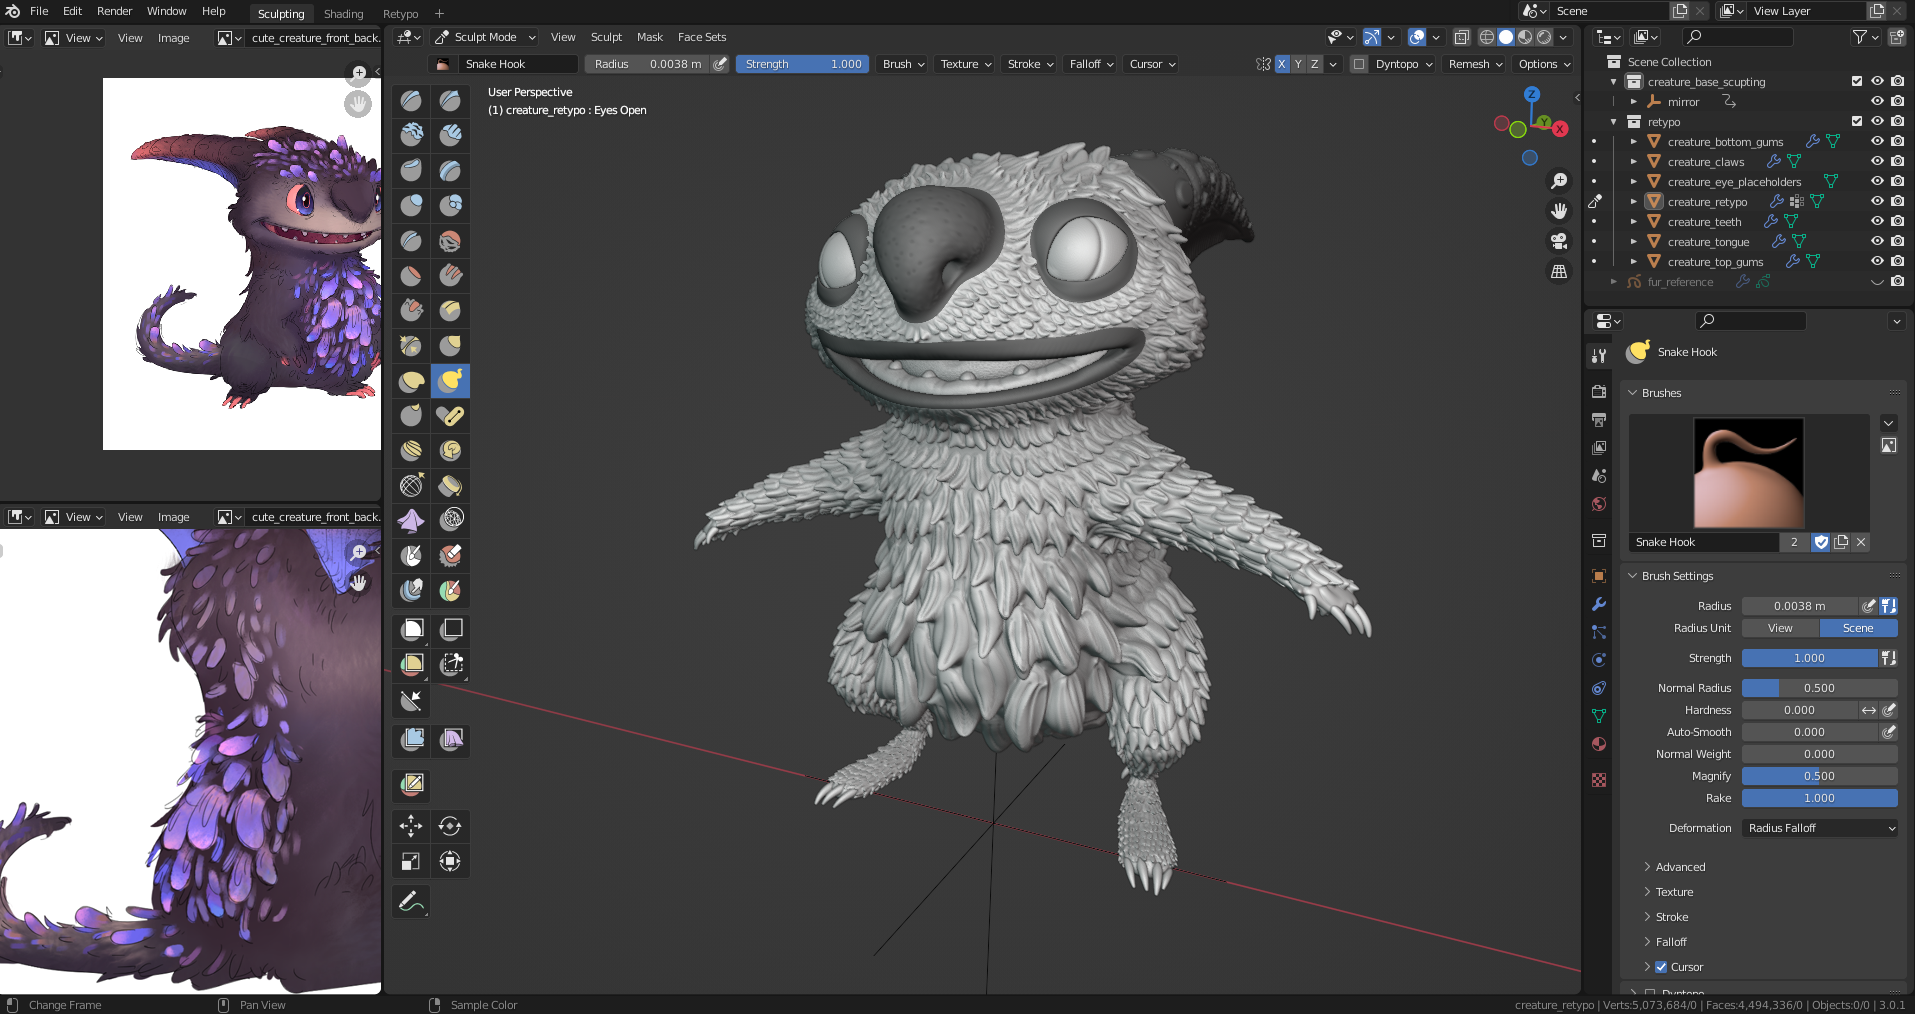 File Edit Render Window Help Sculpting Shading Retypo + Scene View Layer
View View Image cute_creature_front_back.
Sculpt Mode View Sculpt Mask Face Sets
Snake Hook Radius 0.0038 m Strength 1.000 Brush Texture Stroke Falloff Cursor X Y Z Dyntopo Remesh Options
User Perspective
(1) creature_retypo : Eyes Open
Z
Y
X
Scene Collection
creature_base_scupting
mirror
retypo
creature_bottom_gums
creature_claws
creature_eye_placeholders
creature_retypo
creature_teeth
creature_tongue
creature_top_gums
fur_reference
Snake Hook
Brushes
Snake Hook 2
Brush Settings
Radius 0.0038 m
Radius Unit View Scene
Strength 1.000
Normal Radius 0.500
Hardness 0.000
Auto-Smooth 0.000
Normal Weight 0.000
Magnify 0.500
Rake 1.000
Deformation Radius Falloff
Advanced
Texture
Stroke
Falloff
Cursor
Dyntopo
View View Image cute_creature_front_back.
Change Frame Pan View Sample Color
creature_retypo | Verts:5,073,684/0 | Faces:4,494,336/0 | Objects:0/0 | 3.0.1